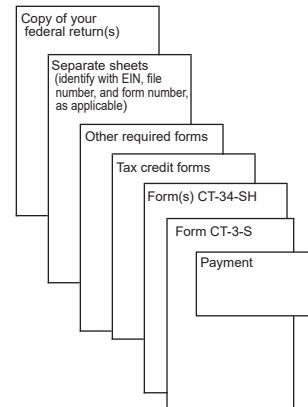 Copy of your
federal return(s)
Separate sheets
(identify with EIN, file
number, and form number,
as applicable)
Other required forms
Tax credit forms
Form(s) CT-34-SH
Form CT-3-S
Payment